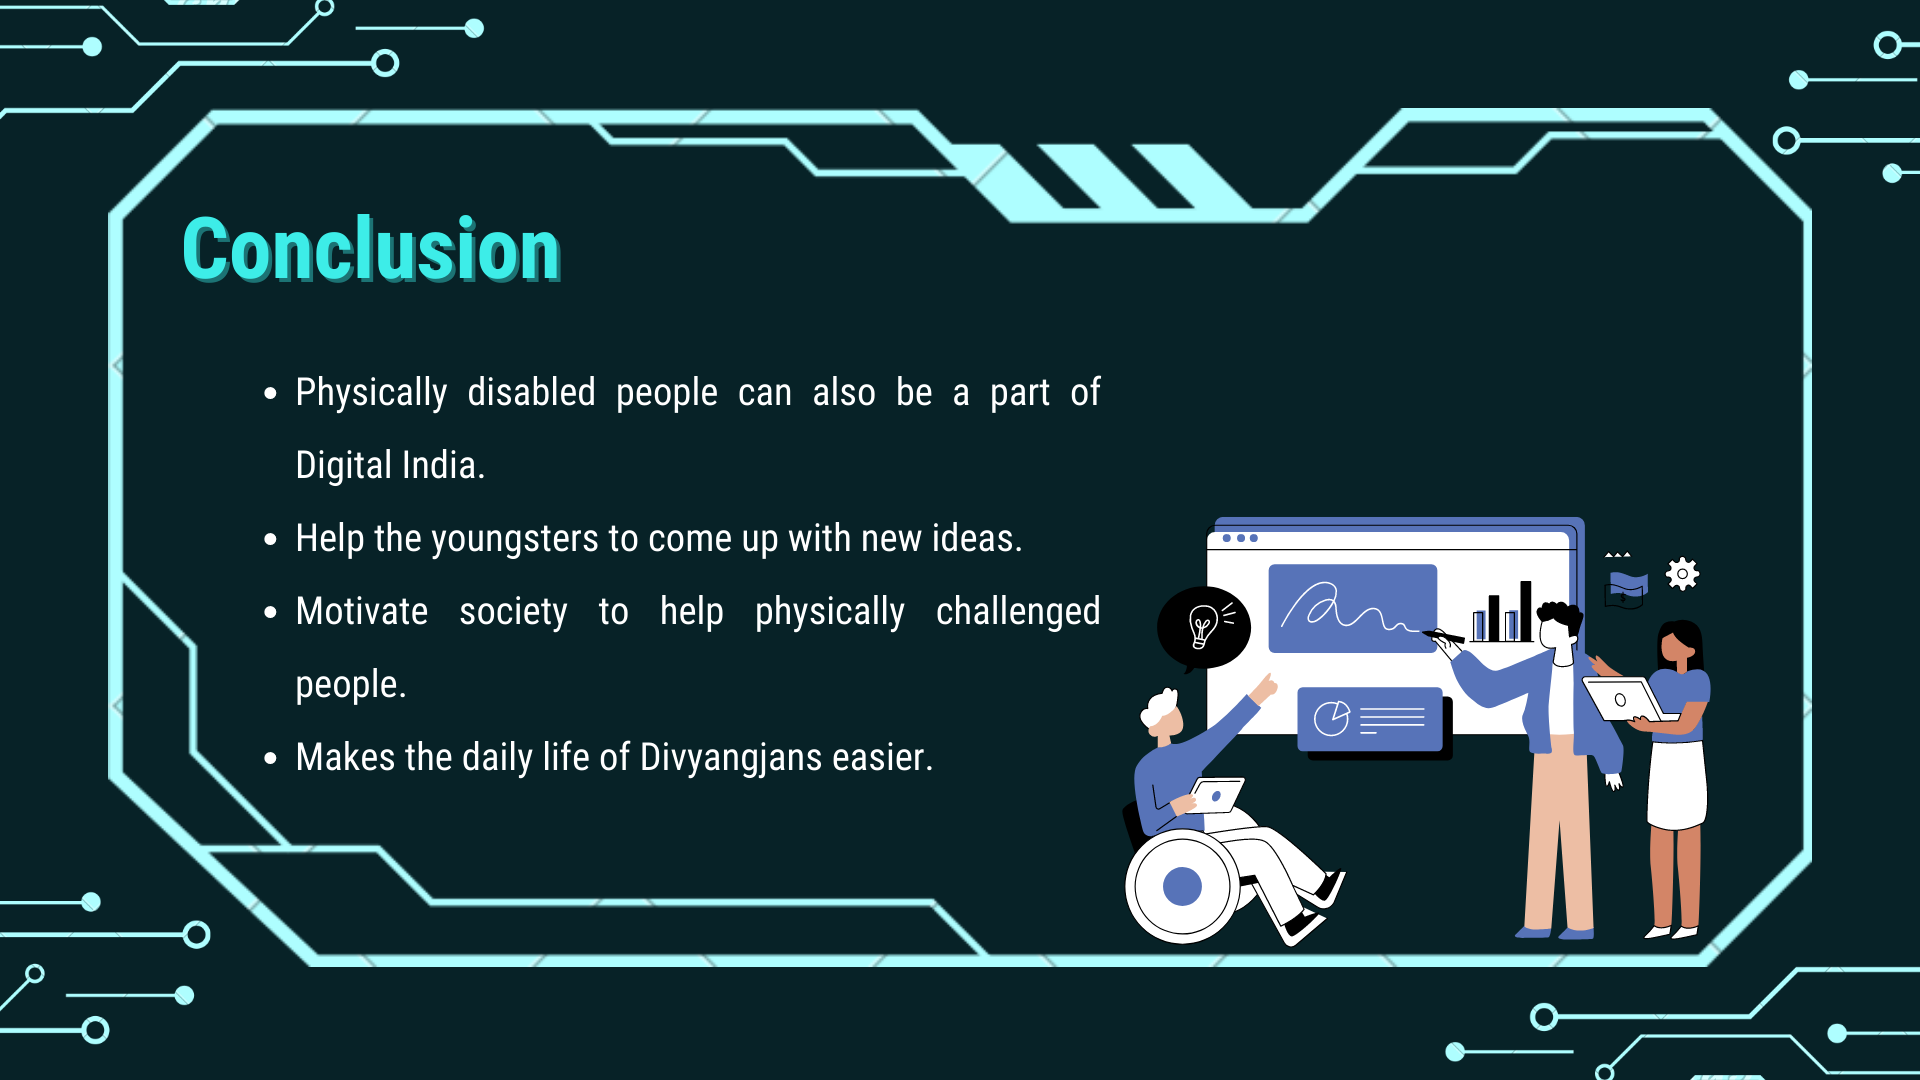 Conclusion
• Physically disabled people can also be a part of
Digital India.
• Help the youngsters to come up with new ideas.
• Motivate society to help physically challenged
people.
• Makes the daily life of Divyangjans easier.